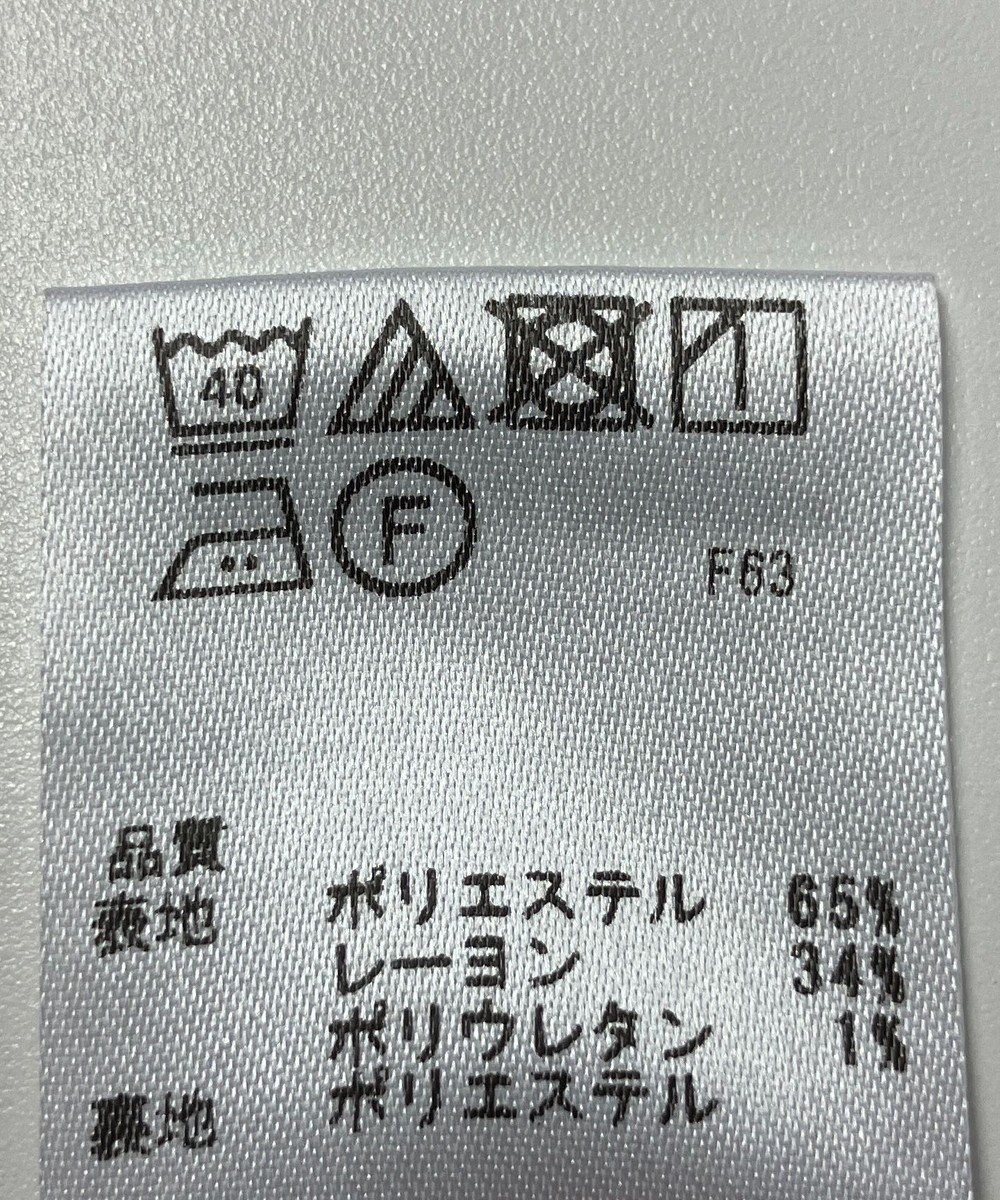 40
F
F63
品質
表地 ポリエステル 65%
レーヨン 34%
ポリウレタン 1%
裏地 ポリエステル